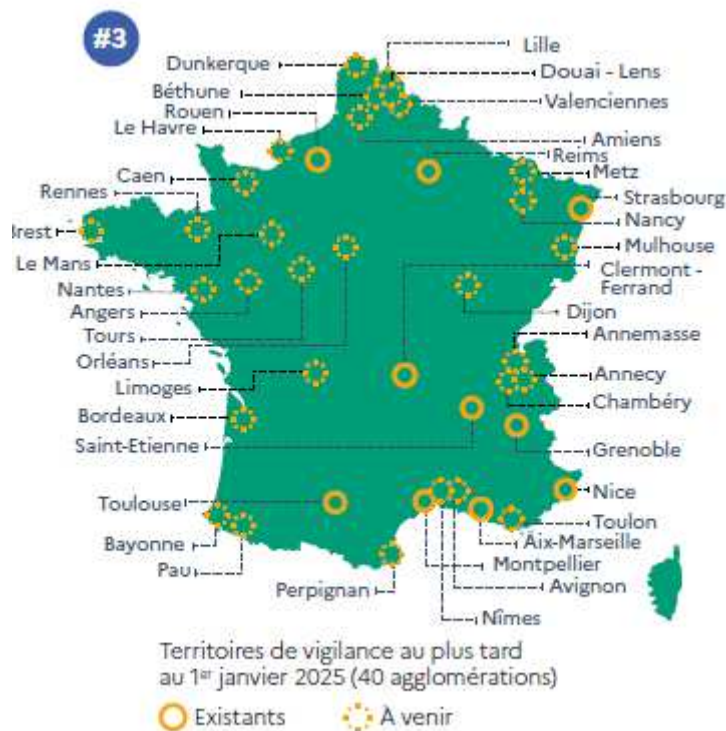 #3
Lille
Dunkerque
Douai - Lens
Béthune
Valenciennes
Rouen
Le Havre
Amiens
Reims
Caen
Metz
Rennes
Strasbourg
Brest
Nancy
Le Mans
Mulhouse
Nantes
Clermont -
Ferrand
Angers
Dijon
Tours
Annemasse
Orléans
Limoges
Annecy
Bordeaux
Chambéry
Saint-Etienne
Grenoble
Toulouse
Nice
Toulon
Bayonne
Aix-Marseille
Pau
Montpellier
Perpignan
Avignon
Nîmes
Territoires de vigilance au plus tard
au 1er janvier 2025 (40 agglomérations)
Existants
À venir